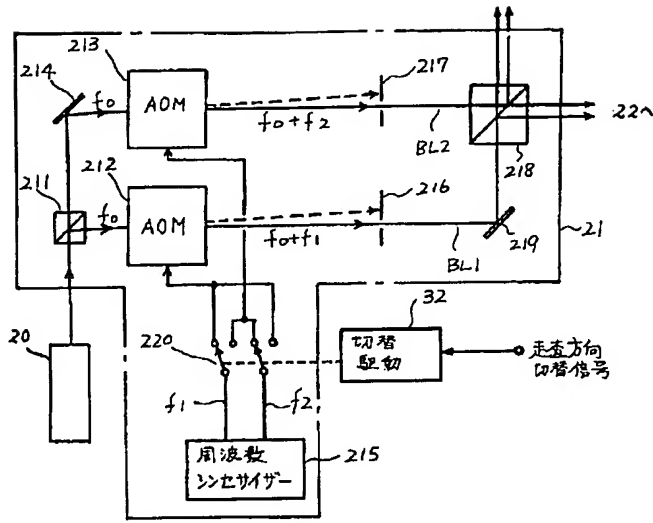 213
214
f0
AOM
217
f0+f2
BL2
22へ
218
212
211
f0
AOM
216
f0+f1
BL1
219
21
20
220
32
切替
駆動
走査方向
切替信号
f1
f2
周波数
シンセサイザー
215